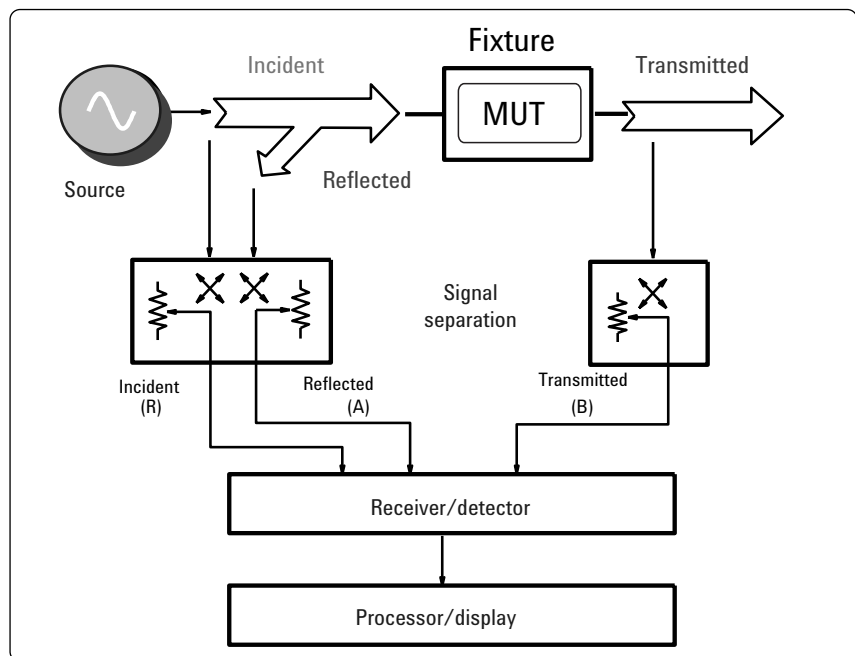 Fixture
Incident
Transmitted
MUT
Source
Reflected
Signal
separation
Incident
(R)
Reflected
(A)
Transmitted
(B)
Receiver/detector
Processor/display